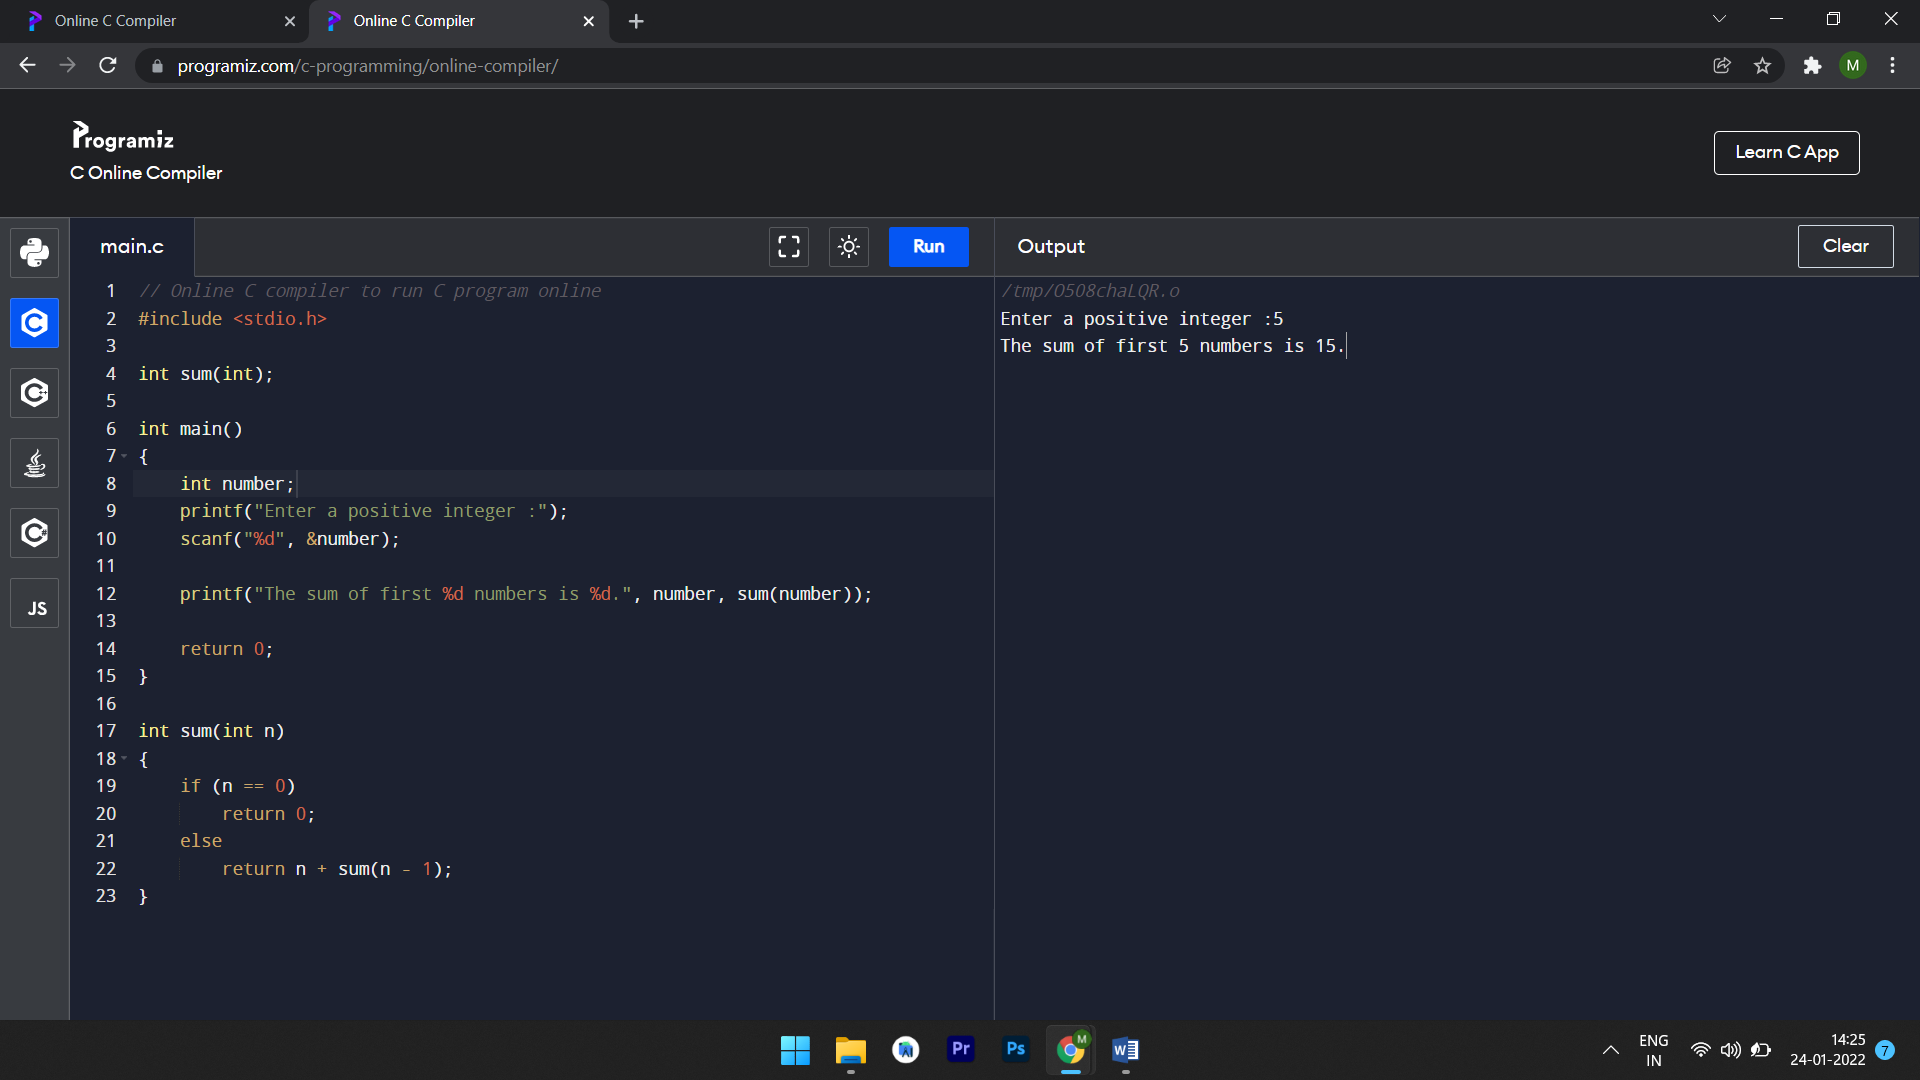 Online C Compiler
Online C Compiler
programiz.com/c-programming/online-compiler/
M
Programiz
C Online Compiler
Learn C App
main.c
Run
Output
Clear
1 // Online C compiler to run C program online
2 #include <stdio.h>
3
4 int sum(int);
5
6 int main()
7 {
8     int number;
9     printf("Enter a positive integer :");
10     scanf("%d", &number);
11
12     printf("The sum of first %d numbers is %d.", number, sum(number));
13
14     return 0;
15 }
16
17 int sum(int n)
18 {
19     if (n == 0)
20         return 0;
21     else
22         return n + sum(n - 1);
23 }
/tmp/O508chaLQR.o
Enter a positive integer :5
The sum of first 5 numbers is 15.
JS
Pr
Ps
M
W
ENG
IN
14:25
24-01-2022
7